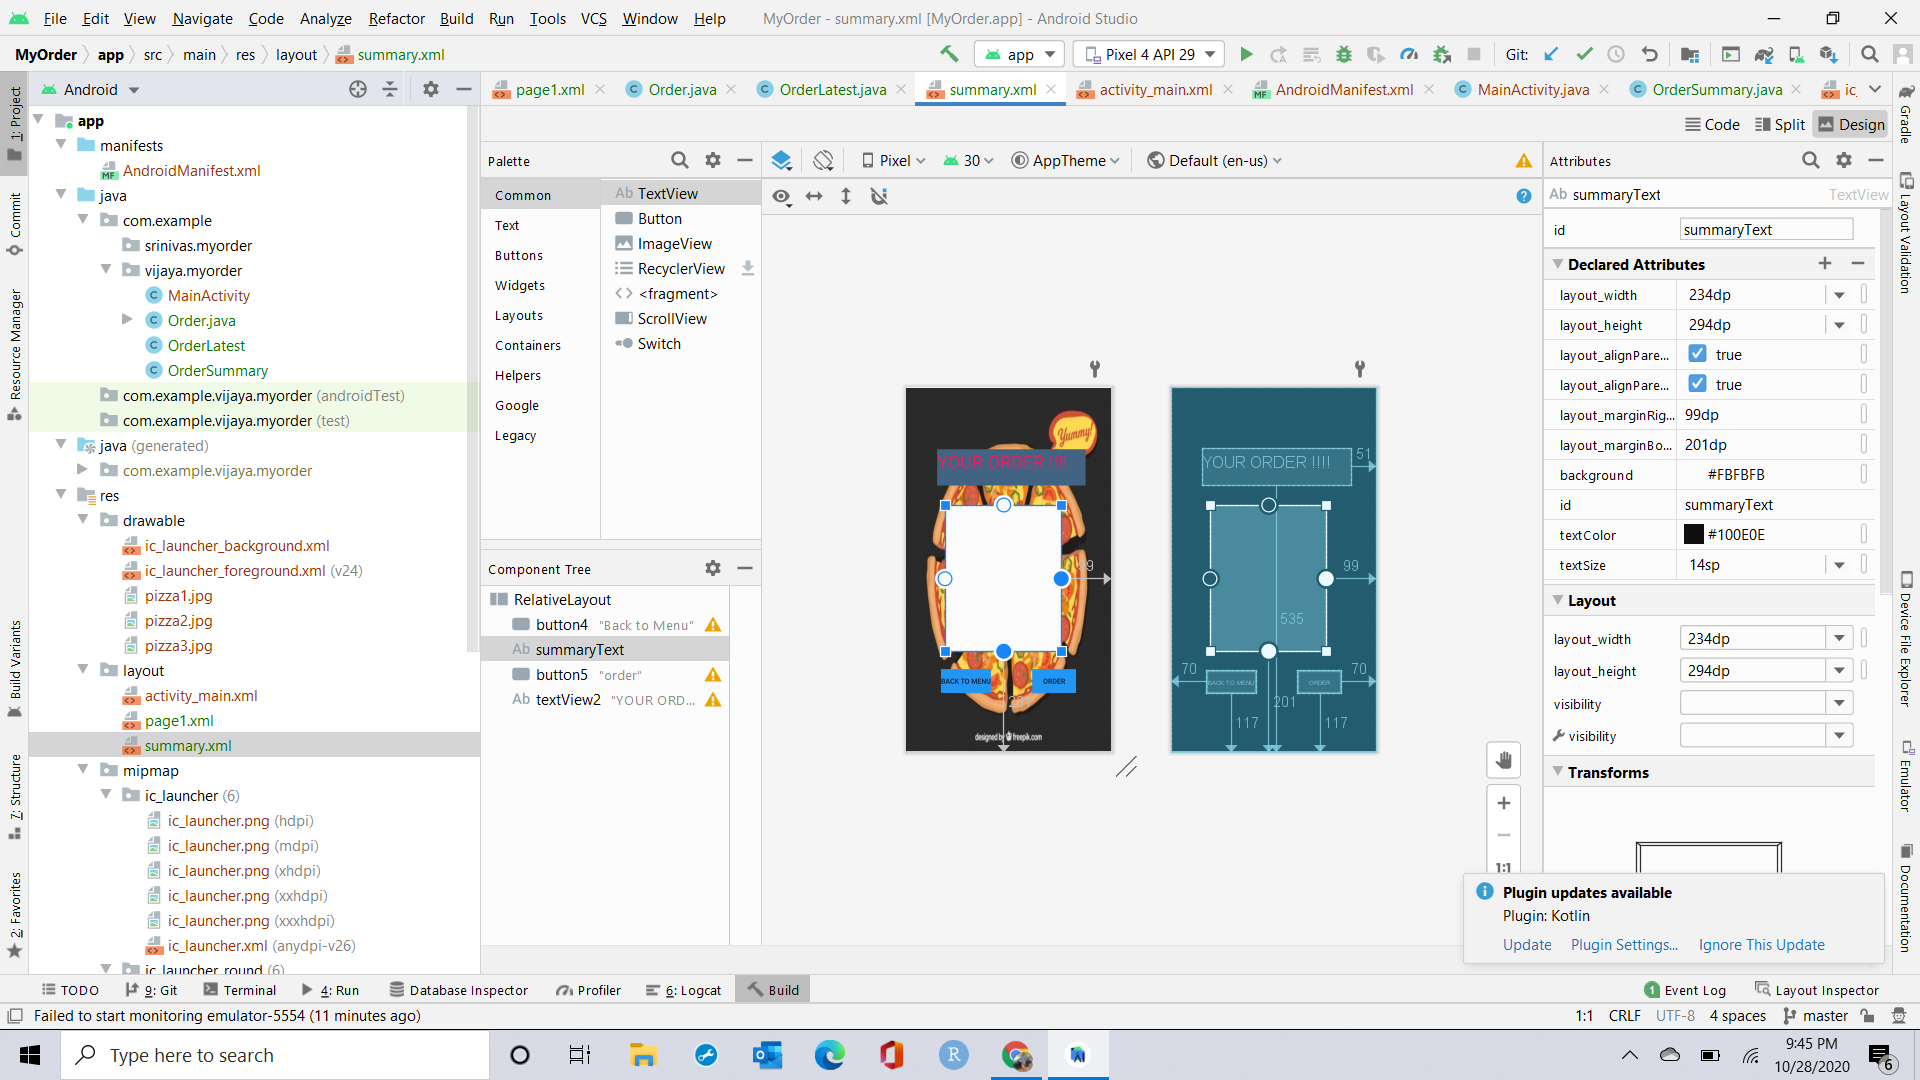 File Edit View Navigate Code Analyze Refactor Build Run Tools VCS Window Help MyOrder - summary.xml [MyOrder.app] - Android Studio
MyOrder app src main res layout summary.xml app Pixel 4 API 29 Git:
Android
page1.xml Order.java OrderLatest.java summary.xml activity_main.xml AndroidManifest.xml MainActivity.java OrderSummary.java ic_
Code Split Design
1: Project
Commit
Resource Manager
Build Variants
7: Structure
2: Favorites
app
manifests
AndroidManifest.xml
java
com.example
srinivas.myorder
vijaya.myorder
MainActivity
Order.java
OrderLatest
OrderSummary
com.example.vijaya.myorder (androidTest)
com.example.vijaya.myorder (test)
java (generated)
com.example.vijaya.myorder
res
drawable
ic_launcher_background.xml
ic_launcher_foreground.xml (v24)
pizza1.jpg
pizza2.jpg
pizza3.jpg
layout
activity_main.xml
page1.xml
summary.xml
mipmap
ic_launcher (6)
ic_launcher.png (hdpi)
ic_launcher.png (mdpi)
ic_launcher.png (xhdpi)
ic_launcher.png (xxhdpi)
ic_launcher.png (xxxhdpi)
ic_launcher.xml (anydpi-v26)
ic_launcher_round (6)
Palette
Common
Text
Buttons
Widgets
Layouts
Containers
Helpers
Google
Legacy
Ab TextView
Button
ImageView
RecyclerView
<fragment>
ScrollView
Switch
Component Tree
RelativeLayout
button4 "Back to Menu"
Ab summaryText
button5 "order"
Ab textView2 "YOUR ORD...
Pixel 30 AppTheme Default (en-us)
Yummy!
YOUR ORDER !!!!
99
BACK TO MENU ORDER
201
designed by freepik.com
YOUR ORDER !!!! 51
99
535
70 BACK TO MENU ORDER 70
201
117 117
1:1
Attributes
Ab summaryText TextView
id summaryText
Declared Attributes
layout_width 234dp
layout_height 294dp
layout_alignPare... true
layout_alignPare... true
layout_marginRig... 99dp
layout_marginBo... 201dp
background #FBFBFB
id summaryText
textColor #100E0E
textSize 14sp
Layout
layout_width 234dp
layout_height 294dp
visibility
visibility
Transforms
Plugin updates available
Plugin: Kotlin
Update Plugin Settings... Ignore This Update
Gradle
Layout Validation
Device File Explorer
Emulator
Documentation
TODO 9: Git Terminal 4: Run Database Inspector Profiler 6: Logcat Build 1 Event Log Layout Inspector
Failed to start monitoring emulator-5554 (11 minutes ago) 1:1 CRLF UTF-8 4 spaces master
Type here to search
R
9:45 PM
10/28/2020
6